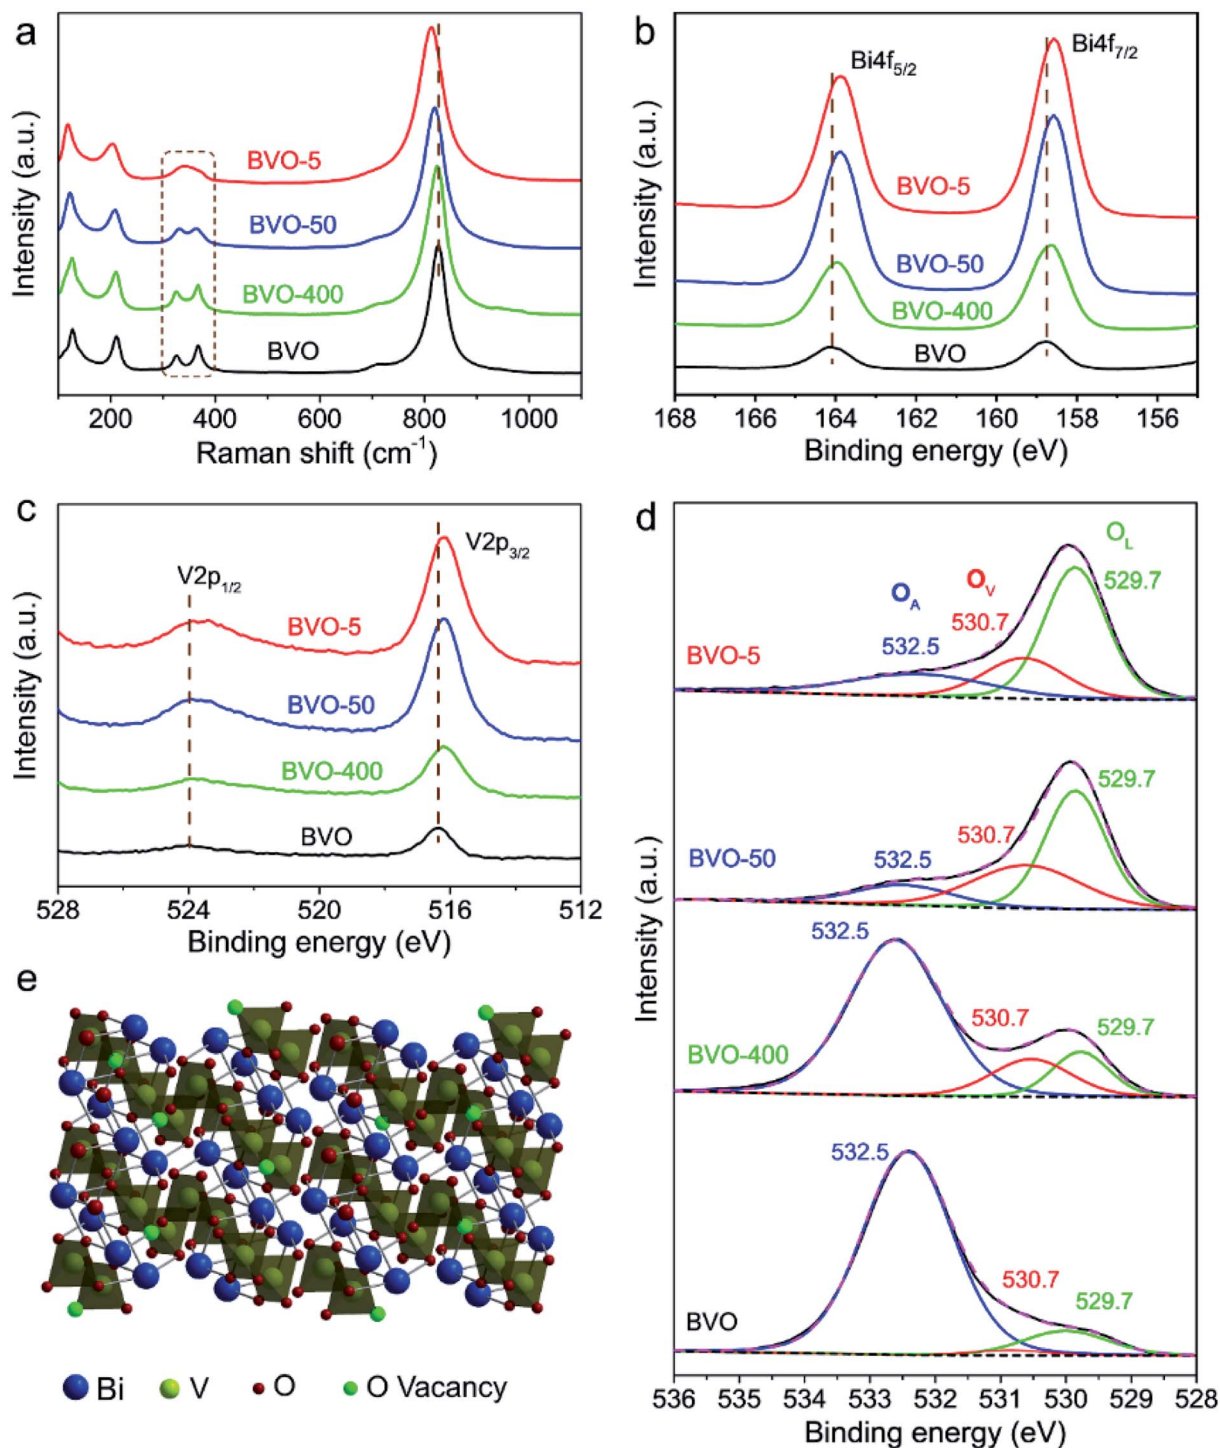 a
Intensity (a.u.)
BVO-5
BVO-50
BVO-400
BVO
200 400 600 800 1000
Raman shift (cm⁻¹)
b
Intensity (a.u.)
Bi4f₅/₂
Bi4f₇/₂
BVO-5
BVO-50
BVO-400
BVO
168 166 164 162 160 158 156
Binding energy (eV)
c
Intensity (a.u.)
V2p₁/₂
V2p₃/₂
BVO-5
BVO-50
BVO-400
BVO
528 524 520 516 512
Binding energy (eV)
d
Intensity (a.u.)
O_L
529.7
O_V
530.7
O_A
532.5
BVO-5
529.7
530.7
532.5
BVO-50
532.5
530.7
529.7
BVO-400
532.5
530.7
529.7
BVO
536 535 534 533 532 531 530 529 528
Binding energy (eV)
e
Bi V O O Vacancy